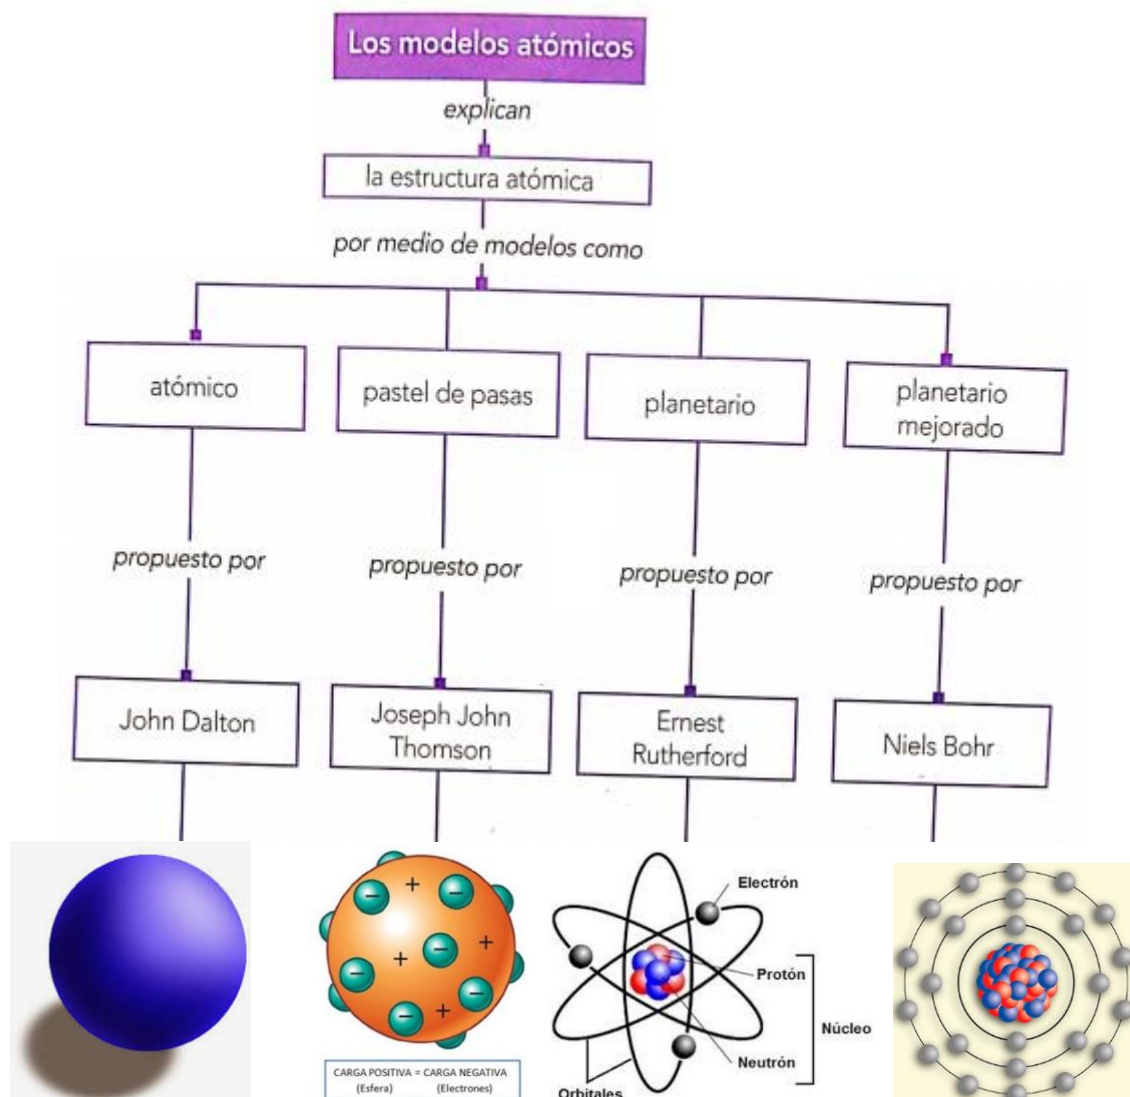 Los modelos atómicos
explican
la estructura atómica
por medio de modelos como
atómico
pastel de pasas
planetario
planetario
mejorado
propuesto por
propuesto por
propuesto por
propuesto por
John Dalton
Joseph John
Thomson
Ernest
Rutherford
Niels Bohr
− + − − + − + − − + −
CARGA POSITIVA = CARGA NEGATIVA
(Esfera) (Electrones)
Electrón
Protón
Núcleo
Neutrón
Orbitales